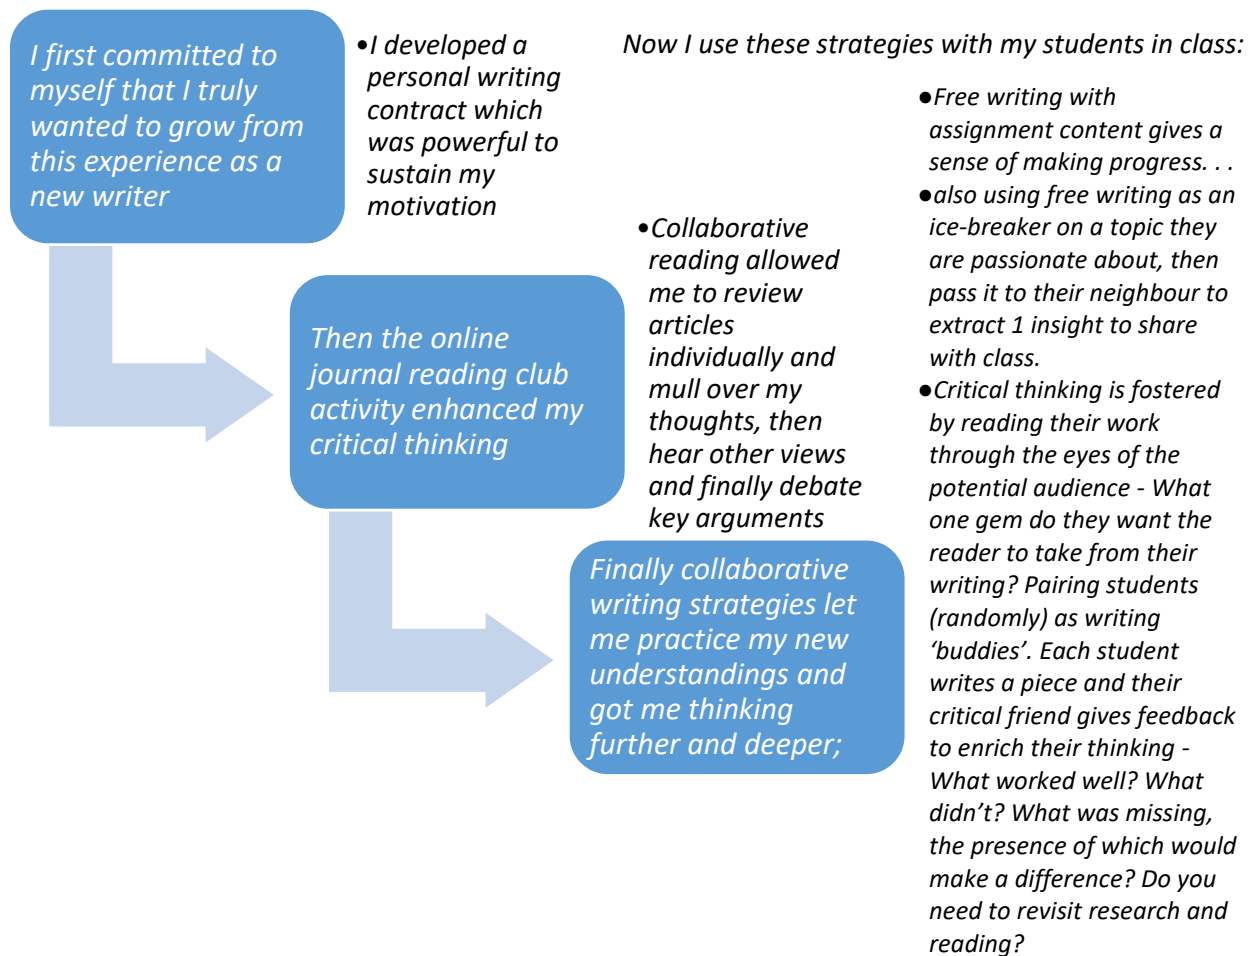 I first committed to
myself that I truly
wanted to grow from
this experience as a
new writer
•I developed a
personal writing
contract which
was powerful to
sustain my
motivation
Then the online
journal reading club
activity enhanced my
critical thinking
•Collaborative
reading allowed
me to review
articles
individually and
mull over my
thoughts, then
hear other views
and finally debate
key arguments
Finally collaborative
writing strategies let
me practice my new
understandings and
got me thinking
further and deeper;
Now I use these strategies with my students in class:
●Free writing with
assignment content gives a
sense of making progress. . .
●also using free writing as an
ice-breaker on a topic they
are passionate about, then
pass it to their neighbour to
extract 1 insight to share
with class.
●Critical thinking is fostered
by reading their work
through the eyes of the
potential audience - What
one gem do they want the
reader to take from their
writing? Pairing students
(randomly) as writing
‘buddies’. Each student
writes a piece and their
critical friend gives feedback
to enrich their thinking -
What worked well? What
didn’t? What was missing,
the presence of which would
make a difference? Do you
need to revisit research and
reading?